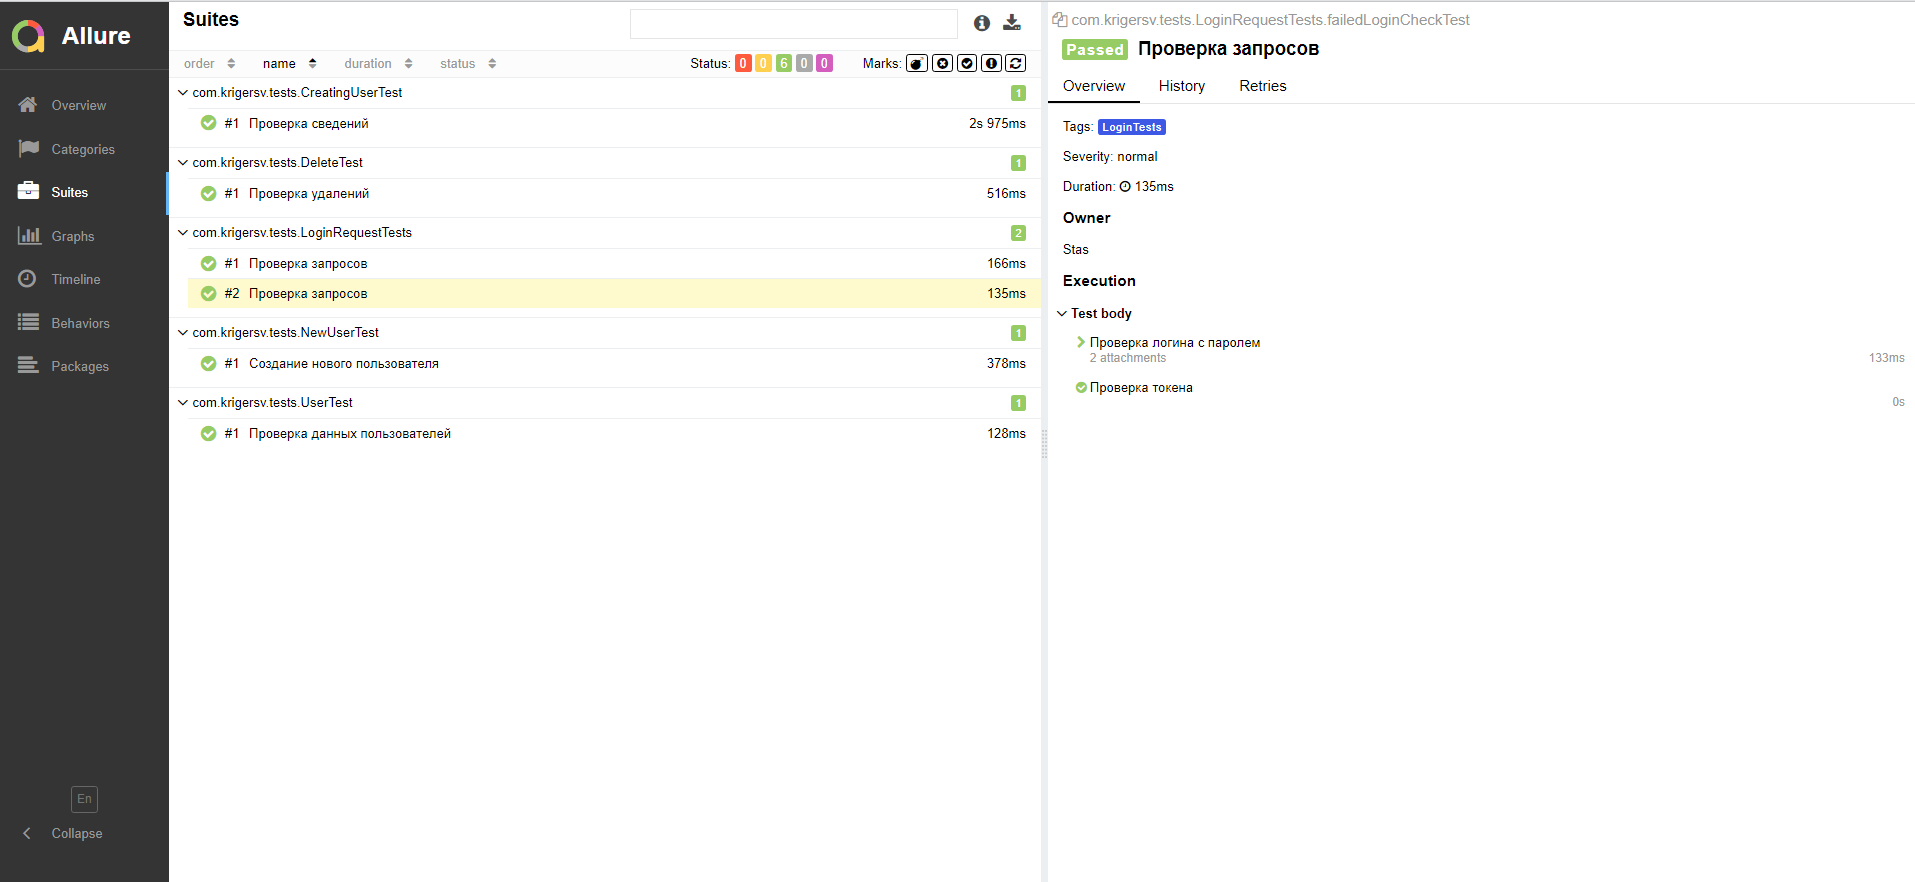 Allure
Overview
Categories
Suites
Graphs
Timeline
Behaviors
Packages
En
Collapse
Suites
order name duration status Status: 0 0 6 0 0 Marks:
com.krigersv.tests.CreatingUserTest 1
#1 Проверка сведений 2s 975ms
com.krigersv.tests.DeleteTest 1
#1 Проверка удалений 516ms
com.krigersv.tests.LoginRequestTests 2
#1 Проверка запросов 166ms
#2 Проверка запросов 135ms
com.krigersv.tests.NewUserTest 1
#1 Создание нового пользователя 378ms
com.krigersv.tests.UserTest 1
#1 Проверка данных пользователей 128ms
com.krigersv.tests.LoginRequestTests.failedLoginCheckTest
Passed Проверка запросов
Overview History Retries
Tags: LoginTests
Severity: normal
Duration: 135ms
Owner
Stas
Execution
Test body
Проверка логина с паролем
2 attachments 133ms
Проверка токена
0s